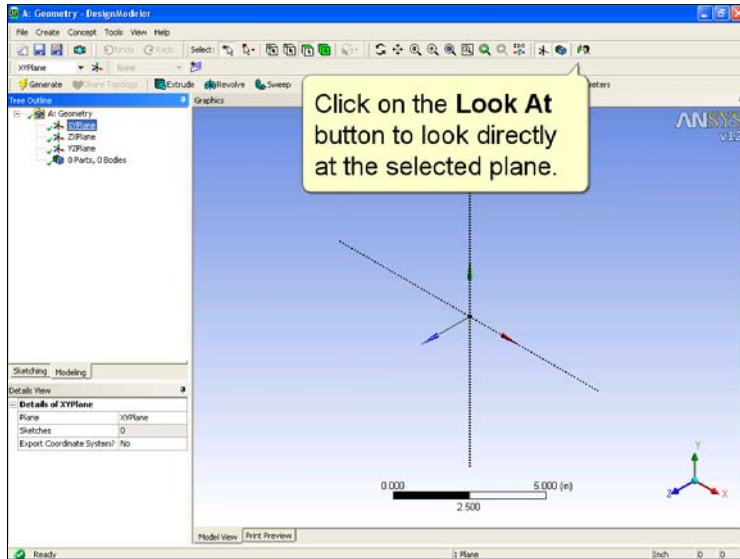 A: Geometry - DesignModeler
File Create Concept Tools View Help
Undo Redo Select:
XYPlane None
Generate Share Topology Extrude Revolve Sweep
Tree Outline Graphics
A: Geometry
XYPlane
ZXPlane
YZPlane
0 Parts, 0 Bodies
Click on the Look At
button to look directly
at the selected plane.
ANSYS
v12
Sketching Modeling
Details View
Details of XYPlane
Plane XYPlane
Sketches 0
Export Coordinate System? No
0.000 5.000 (in)
2.500
Y
Z X
Model View Print Preview
Ready 1 Plane Inch 0 0